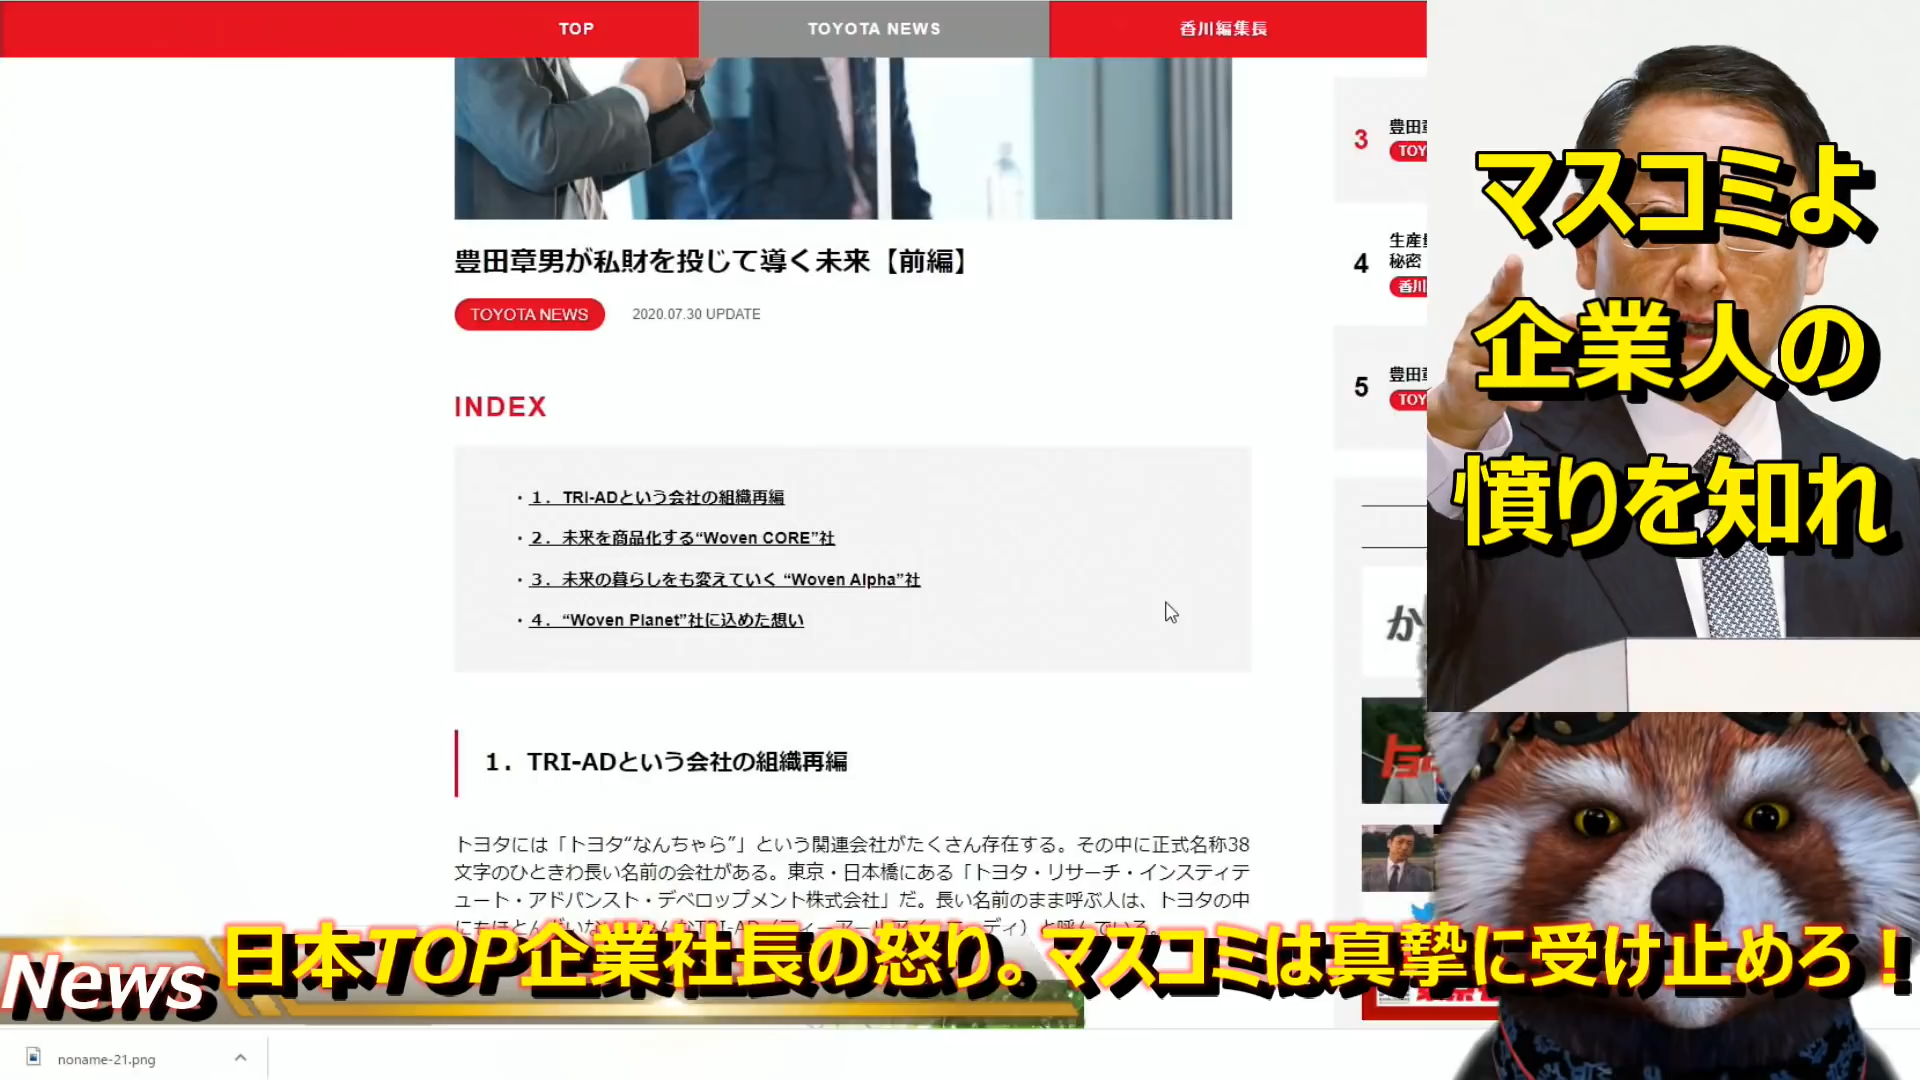 TOP
TOYOTA NEWS
香川編集長
豊田章男が私財を投じて導く未来【前編】
TOYOTA NEWS
2020.07.30 UPDATE
INDEX
・１．TRI-ADという会社の組織再編
・２．未来を商品化する“Woven CORE”社
・３．未来の暮らしをも変えていく “Woven Alpha”社
・４．“Woven Planet”社に込めた想い
1．TRI-ADという会社の組織再編
トヨタには「トヨタ“なんちゃら”」という関連会社がたくさん存在する。その中に正式名称38
文字のひときわ長い名前の会社がある。東京・日本橋にある「トヨタ・リサーチ・インスティテ
ュート・アドバンスト・デベロップメント株式会社」だ。長い名前のまま呼ぶ人は、トヨタの中
3
豊田
TOY
4
生産
秘密
香川
5
豊田
TOY
か
マスコミよ
企業人の
憤りを知れ
News
日本TOP企業社長の怒り。マスコミは真摯に受け止めろ！
noname-21.png